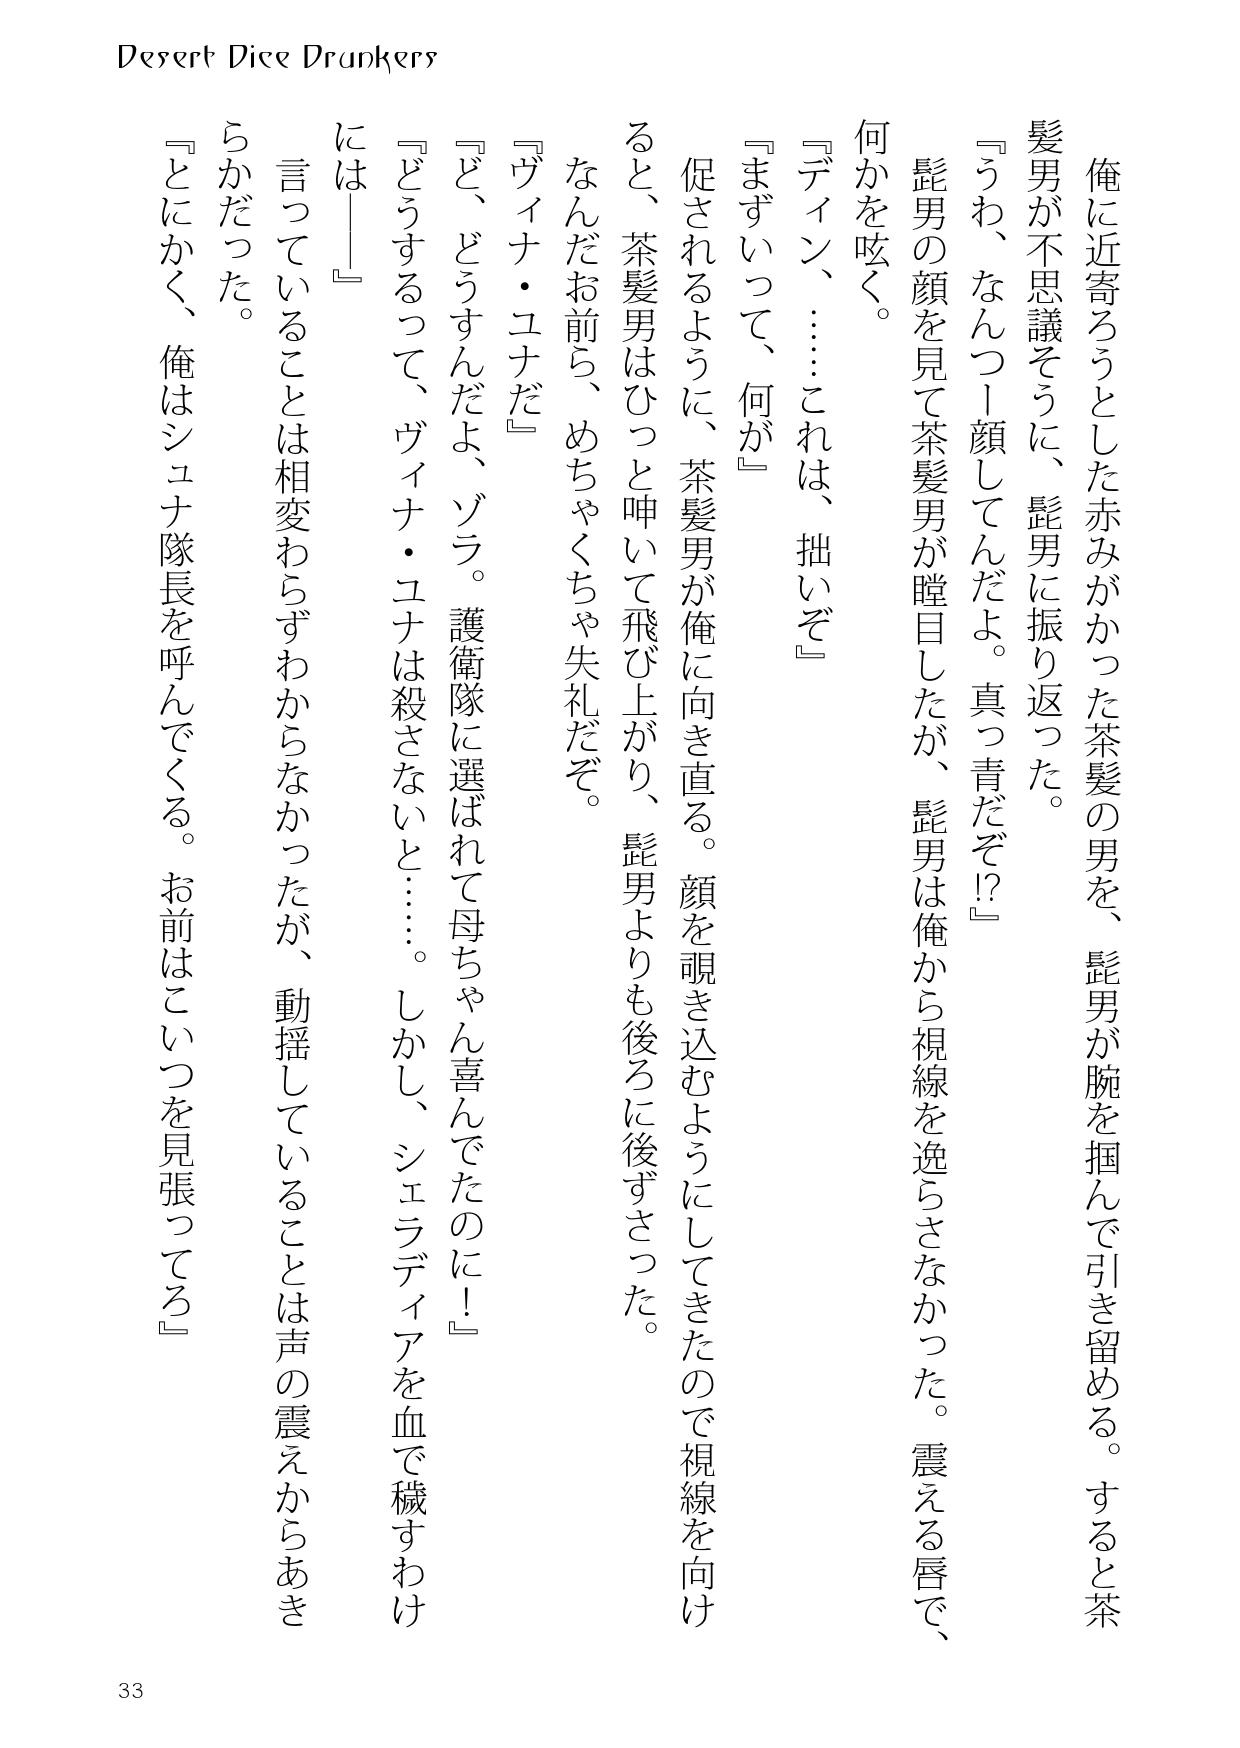 Desert Dice Drunkers
　俺に近寄ろうとした赤みがかった茶髪の男を、髭男が腕を掴んで引き留める。すると茶
髪男が不思議そうに、髭男に振り返った。
『うわ、なんつー顔してんだよ。真っ青だぞ!?』
　髭男の顔を見て茶髪男が瞠目したが、髭男は俺から視線を逸らさなかった。震える唇で、
何かを呟く。
『ディン、……これは、拙いぞ』
『まずいって、何が』
　促されるように、茶髪男が俺に向き直る。顔を覗き込むようにしてきたので視線を向け
ると、茶髪男はひっと呻いて飛び上がり、髭男よりも後ろに後ずさった。
　なんだお前ら、めちゃくちゃ失礼だぞ。
『ヴィナ・ユナだ』
『ど、どうすんだよ、ゾラ。護衛隊に選ばれて母ちゃん喜んでたのに！』
『どうするって、ヴィナ・ユナは殺さないと……。しかし、シェラディアを血で穢すわけ
には――』
　言っていることは相変わらずわからなかったが、動揺していることは声の震えからあき
らかだった。
『とにかく、俺はシュナ隊長を呼んでくる。お前はこいつを見張ってろ』
33